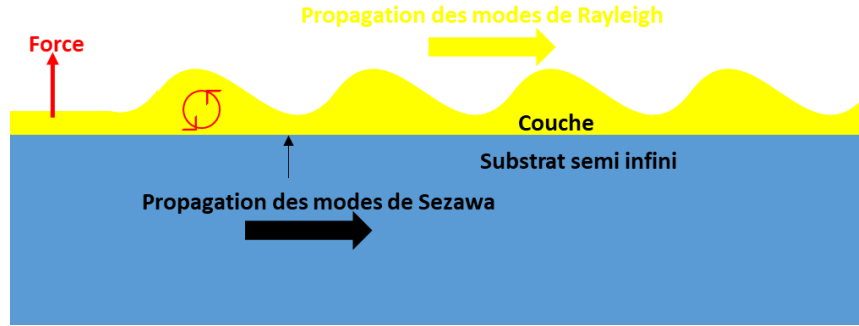 Propagation des modes de Rayleigh
Force
Couche
Substrat semi infini
Propagation des modes de Sezawa